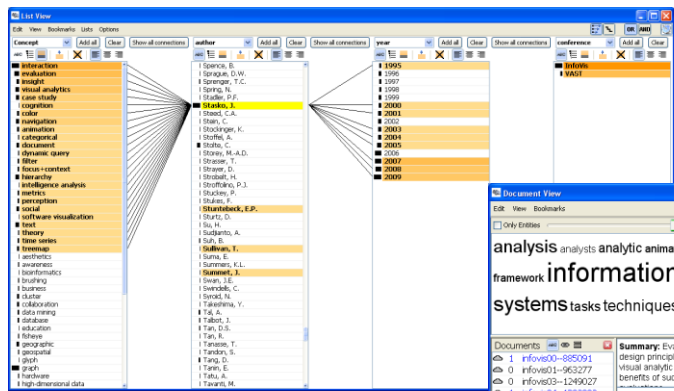 List View
Edit View Bookmarks Lists Options
OR AND
Concept Add all Clear Show all connections author Add all Clear Show all connections year Add all Clear Show all connections conference Add all Clear
interaction
evaluation
insight
visual analytics
case study
cognition
color
navigation
animation
categorical
document
dynamic query
filter
focus+context
hierarchy
intelligence analysis
metrics
perception
social
software visualization
text
theory
time series
treemap
aesthetics
awareness
bioinformatics
brushing
business
cluster
collaboration
data mining
database
education
fisheye
geographic
geospatial
glyph
graph
hardware
high-dimensional data
Spence, B.
Sprague, D.W.
Sprenger, T.C.
Spring, N.
Stadler, P.F.
Stasko, J.
Steed, C.A.
Stein, C.
Stockinger, K.
Stoffel, A.
Stolte, C.
Storey, M.-A.D.
Strasser, T.
Strayer, D.
Strobelt, H.
Stroffolino, P.J.
Stuckey, P.
Stukes, F.
Stuntebeck, E.P.
Sturtz, D.
Su, H.
Sudjianto, A.
Suh, B.
Sullivan, T.
Suma, E.
Summers, K.L.
Summet, J.
Swan, J.E.
Swindells, C.
Syroid, N.
Takeshima, Y.
Tal, A.
Talbot, J.
Tan, D.S.
Tan, R.
Tanasse, T.
Tandon, S.
Tang, D.
Tanin, E.
Tatu, A.
Tavanti, M.
1995
1996
1997
1998
1999
2000
2001
2002
2003
2004
2005
2006
2007
2008
2009
InfoVis
VAST
Document View
Edit View Bookmarks
Only Entities
analysis analysts analytic anima
framework information
systems tasks techniques
Documents
1 infovis00--885091
0 infovis01--963277
0 infovis03--1249027
Summary: Eva
design principl
visual analytic
benefits of suc